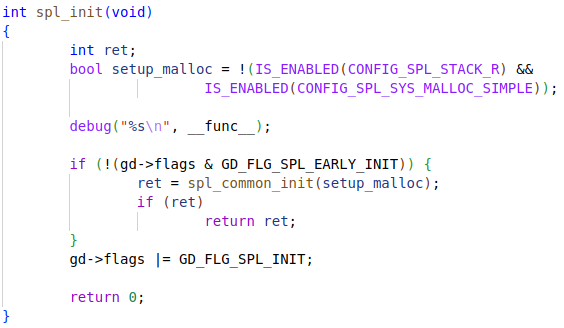 int spl_init(void)
{
        int ret;
        bool setup_malloc = !(IS_ENABLED(CONFIG_SPL_STACK_R) &&
                        IS_ENABLED(CONFIG_SPL_SYS_MALLOC_SIMPLE));

        debug("%s\n", __func__);

        if (!(gd->flags & GD_FLG_SPL_EARLY_INIT)) {
                ret = spl_common_init(setup_malloc);
                if (ret)
                        return ret;
        }
        gd->flags |= GD_FLG_SPL_INIT;

        return 0;
}